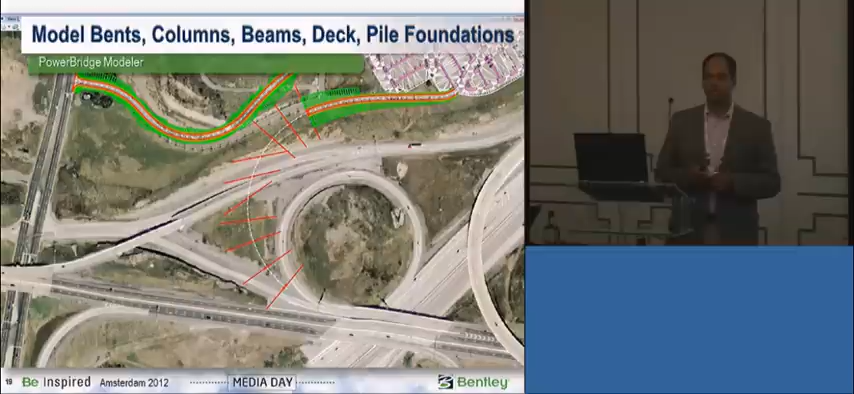 Model Bents, Columns, Beams, Deck, Pile Foundations
PowerBridge Modeler
19 Be Inspired Amsterdam 2012 MEDIA DAY Bentley